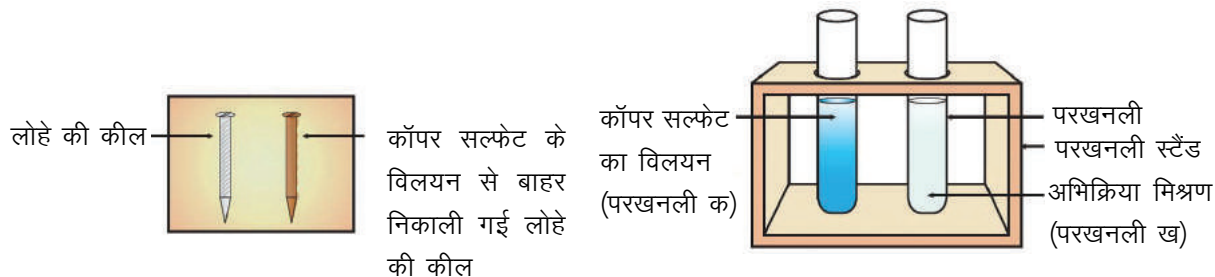 लोहे की कील
कॉपर सल्फेट के
विलयन से बाहर
निकाली गई लोहे
की कील
कॉपर सल्फेट
का विलयन
(परखनली क)
परखनली
परखनली स्टैंड
अभिक्रिया मिश्रण
(परखनली ख)